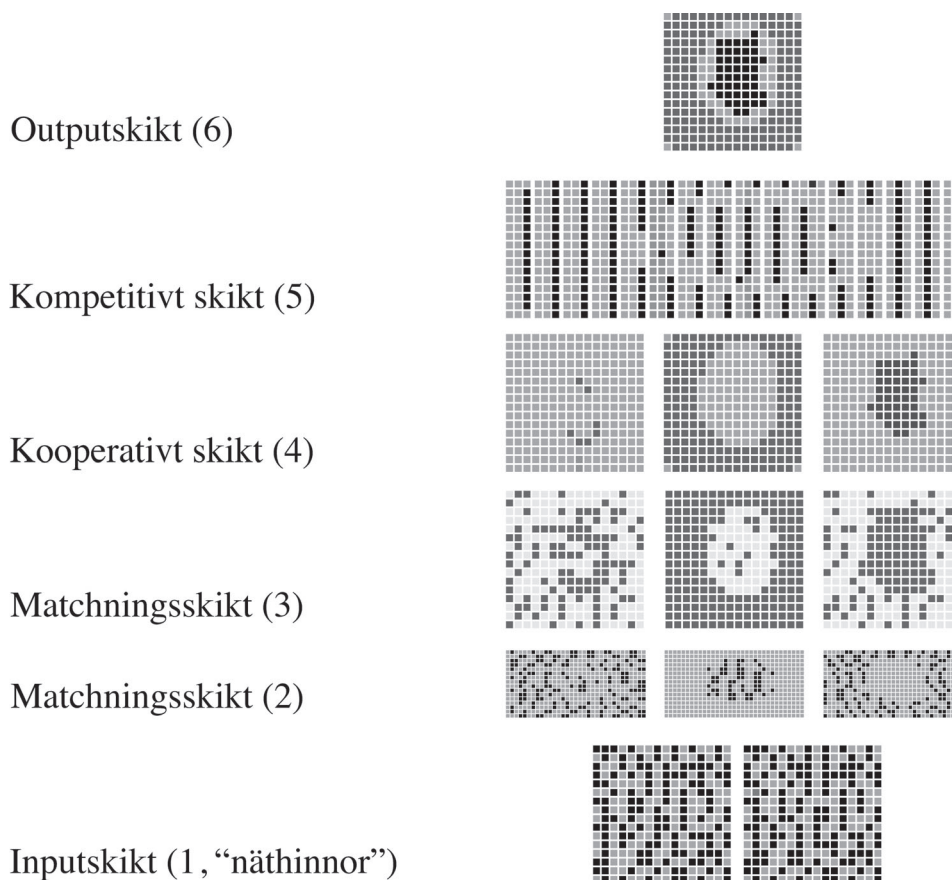 Outputskikt (6)
Kompetitivt skikt (5)
Kooperativt skikt (4)
Matchningsskikt (3)
Matchningsskikt (2)
Inputskikt (1, “näthinnor”)